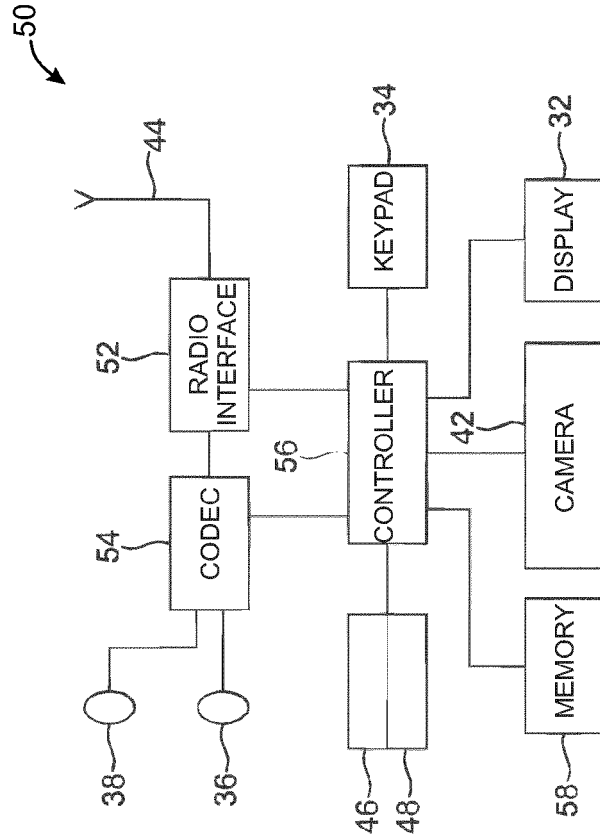 50
44
38
54
52
RADIO
INTERFACE
CODEC
36
56
34
46
48
CONTROLLER
KEYPAD
42
32
58
MEMORY
CAMERA
DISPLAY